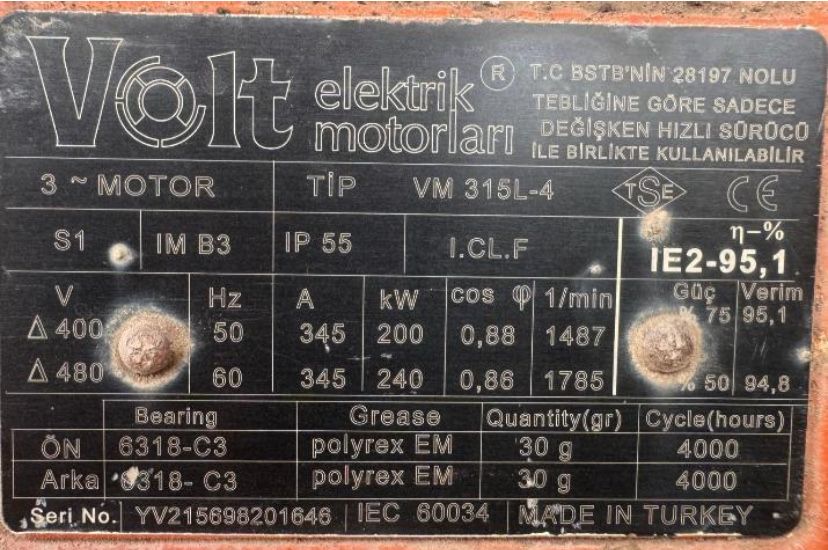 Volt elektrik motorları ®
T.C BSTB'NİN 28197 NOLU
TEBLİĞİNE GÖRE SADECE
DEĞİŞKEN HIZLI SÜRÜCÜ
İLE BİRLİKTE KULLANILABİLİR
3 ~ MOTOR TİP VM 315L-4 TSE CE
S1 IM B3 IP 55 I.CL.F
η-%
IE2-95,1
V Hz A kW cos φ 1/min Güç Verim
Δ 400 50 345 200 0,88 1487 % 75 95,1
Δ 480 60 345 240 0,86 1785 % 50 94,8
Bearing Grease Quantity(gr) Cycle(hours)
ÖN 6318-C3 polyrex EM 30 g 4000
Arka 6318- C3 polyrex EM 30 g 4000
Seri No. YV215698201646 IEC 60034 MADE IN TURKEY